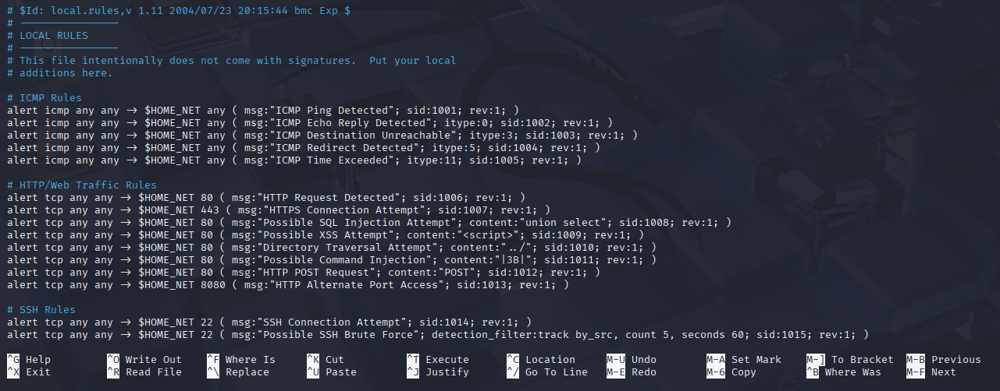 # $Id: local.rules,v 1.11 2004/07/23 20:15:44 bmc Exp $
# ----------------
# LOCAL RULES
# ----------------
# This file intentionally does not come with signatures.  Put your local
# additions here.
# ICMP Rules
alert icmp any any -> $HOME_NET any ( msg:"ICMP Ping Detected"; sid:1001; rev:1; )
alert icmp any any -> $HOME_NET any ( msg:"ICMP Echo Reply Detected"; itype:0; sid:1002; rev:1; )
alert icmp any any -> $HOME_NET any ( msg:"ICMP Destination Unreachable"; itype:3; sid:1003; rev:1; )
alert icmp any any -> $HOME_NET any ( msg:"ICMP Redirect Detected"; itype:5; sid:1004; rev:1; )
alert icmp any any -> $HOME_NET any ( msg:"ICMP Time Exceeded"; itype:11; sid:1005; rev:1; )
# HTTP/Web Traffic Rules
alert tcp any any -> $HOME_NET 80 ( msg:"HTTP Request Detected"; sid:1006; rev:1; )
alert tcp any any -> $HOME_NET 443 ( msg:"HTTPS Connection Attempt"; sid:1007; rev:1; )
alert tcp any any -> $HOME_NET 80 ( msg:"Possible SQL Injection Attempt"; content:"union select"; sid:1008; rev:1; )
alert tcp any any -> $HOME_NET 80 ( msg:"Possible XSS Attempt"; content:"<script>"; sid:1009; rev:1; )
alert tcp any any -> $HOME_NET 80 ( msg:"Directory Traversal Attempt"; content:"../"; sid:1010; rev:1; )
alert tcp any any -> $HOME_NET 80 ( msg:"Possible Command Injection"; content:"|3B|"; sid:1011; rev:1; )
alert tcp any any -> $HOME_NET 80 ( msg:"HTTP POST Request"; content:"POST"; sid:1012; rev:1; )
alert tcp any any -> $HOME_NET 8080 ( msg:"HTTP Alternate Port Access"; sid:1013; rev:1; )
# SSH Rules
alert tcp any any -> $HOME_NET 22 ( msg:"SSH Connection Attempt"; sid:1014; rev:1; )
alert tcp any any -> $HOME_NET 22 ( msg:"Possible SSH Brute Force"; detection_filter:track by_src, count 5, seconds 60; sid:1015; rev:1; )
^G Help ^O Write Out ^F Where Is ^K Cut ^T Execute ^C Location M-U Undo M-A Set Mark M-] To Bracket M-B Previous
^X Exit ^R Read File ^\ Replace ^U Paste ^J Justify ^/ Go To Line M-E Redo M-6 Copy ^B Where Was M-F Next